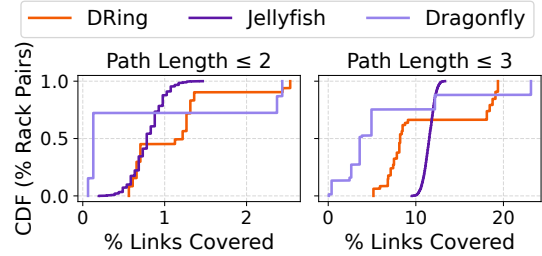 DRing Jellyfish Dragonfly
Path Length ≤ 2 Path Length ≤ 3
CDF (% Rack Pairs)
1.0
0.5
0.0
0 1 2 0 10 20
% Links Covered % Links Covered